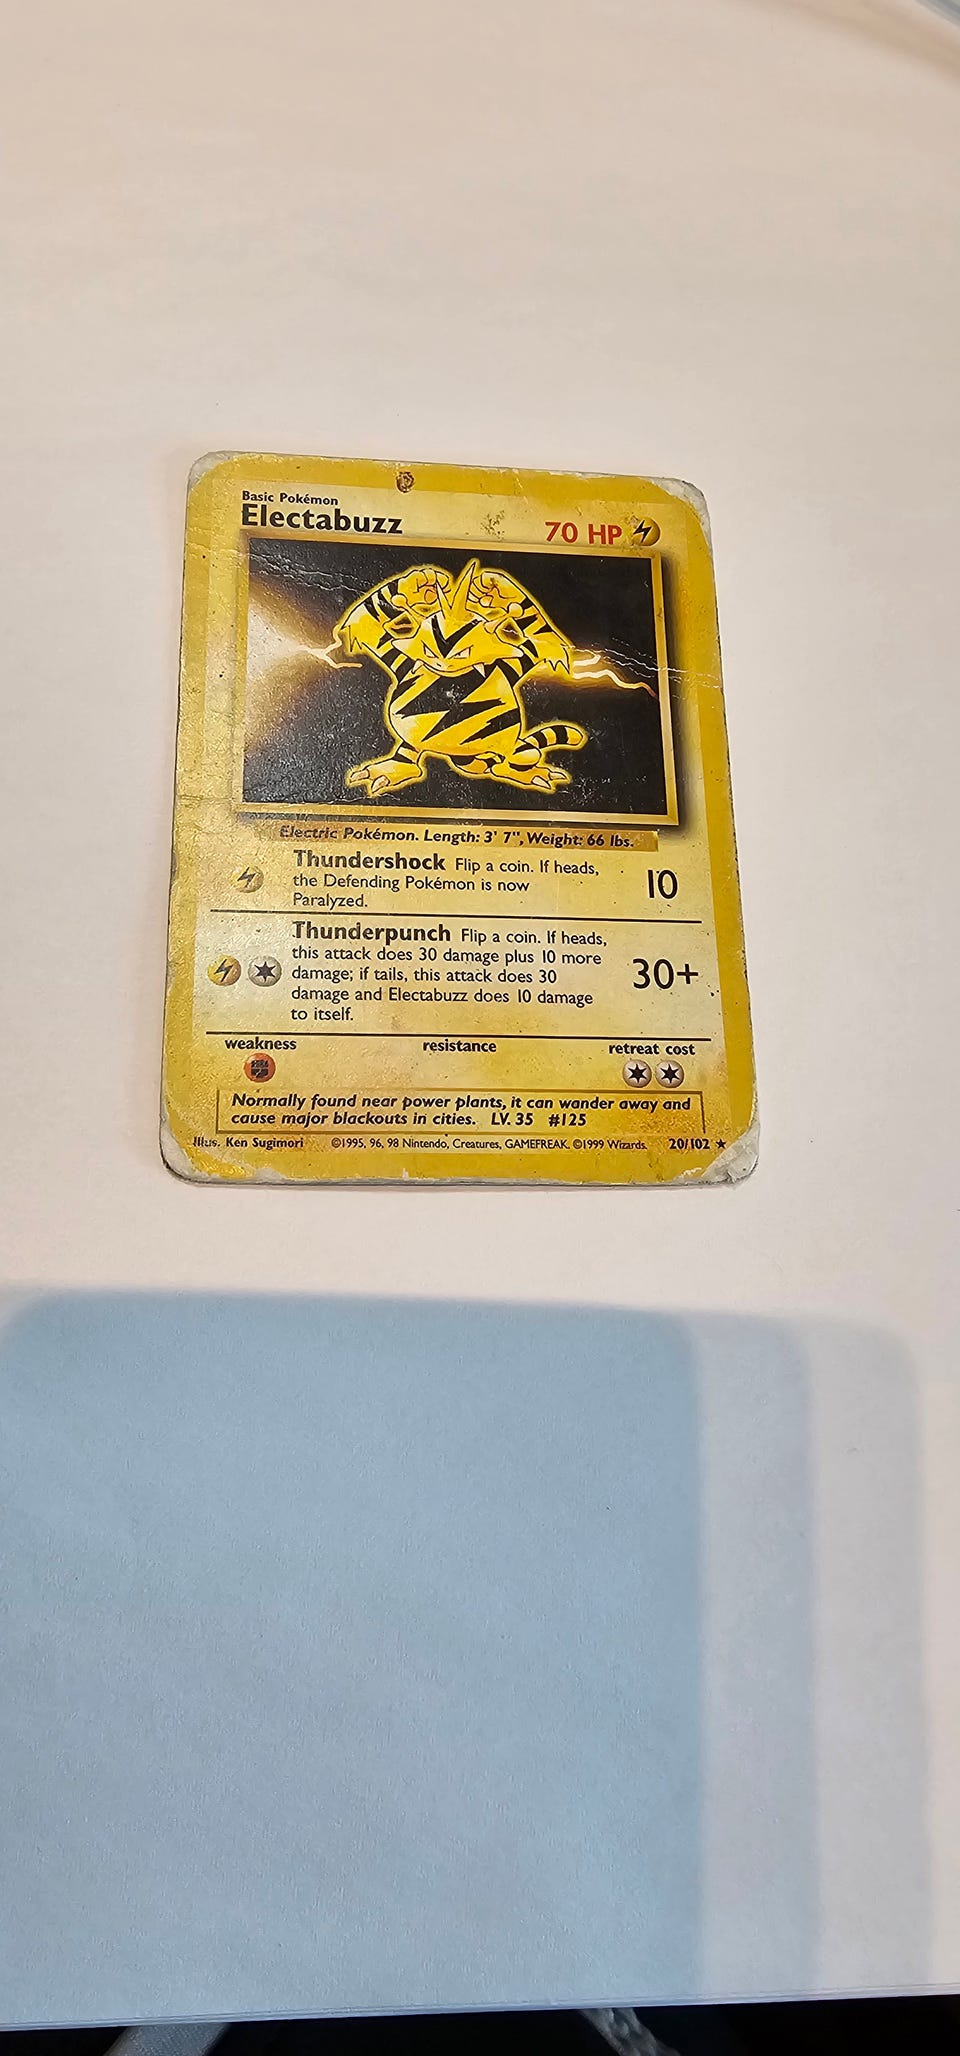 Basic Pokémon
Electabuzz
70 HP
Electric Pokémon. Length: 3' 7", Weight: 66 lbs.
Thundershock Flip a coin. If heads,
the Defending Pokémon is now
Paralyzed.
10
Thunderpunch Flip a coin. If heads,
this attack does 30 damage plus 10 more
damage; if tails, this attack does 30
damage and Electabuzz does 10 damage
to itself.
30+
weakness resistance retreat cost
Normally found near power plants, it can wander away and
cause major blackouts in cities. LV. 35 #125
Illus. Ken Sugimori ©1995, 96, 98 Nintendo, Creatures, GAMEFREAK. ©1999 Wizards. 20/102 ★